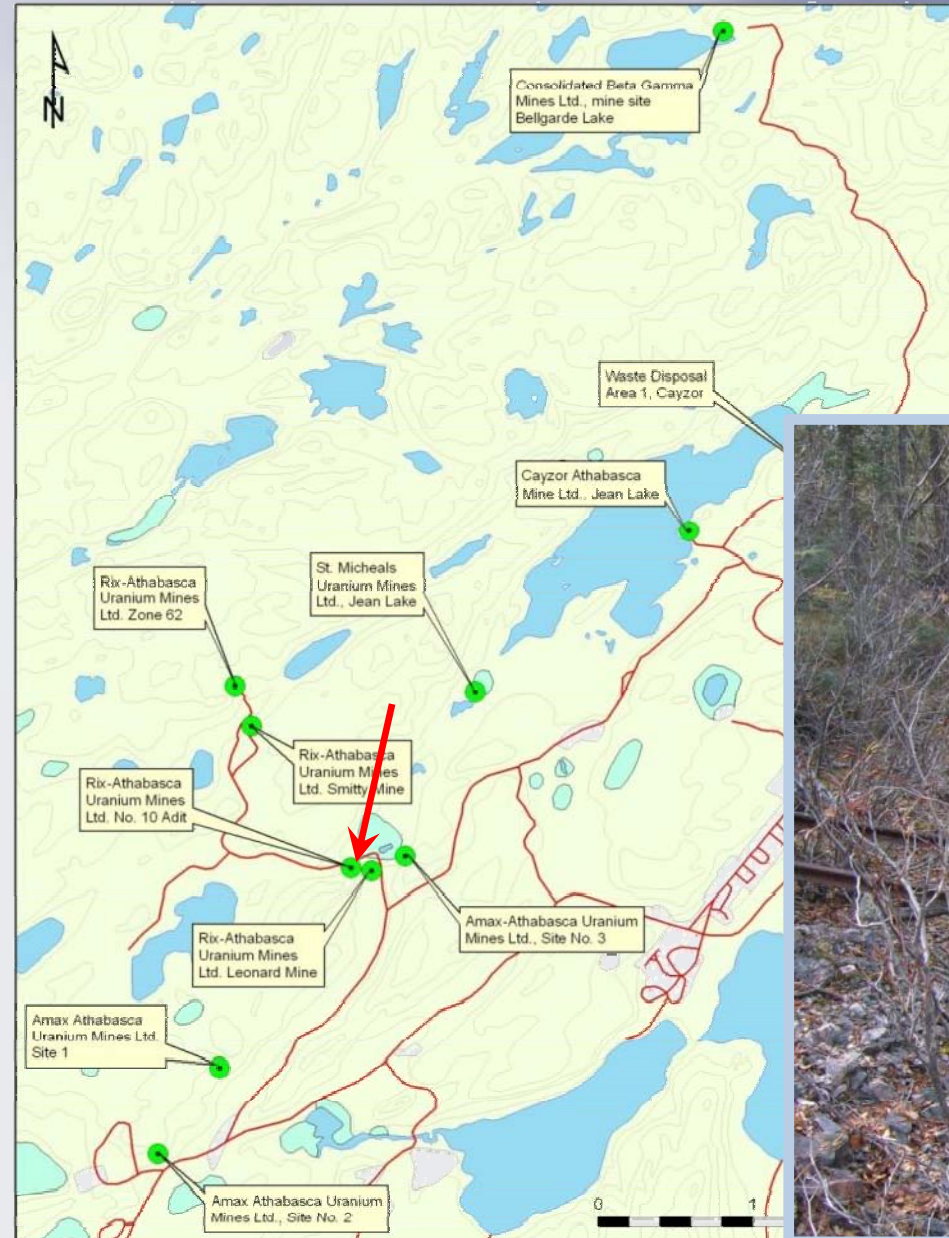 N
Consolidated Beta Gamma
Mines Ltd., mine site
Bellgarde Lake
Waste Disposal
Area 1, Cayzor
Cayzor Athabasca
Mine Ltd., Jean Lake
St. Micheals
Uranium Mines
Ltd., Jean Lake
Rix-Athabasca
Uranium Mines
Ltd. Zone 62
Rix-Athabasca
Uranium Mines
Ltd. Smitty Mine
Rix-Athabasca
Uranium Mines
Ltd. No. 10 Adit
Rix-Athabasca
Uranium Mines
Ltd. Leonard Mine
Amax-Athabasca Uranium
Mines Ltd., Site No. 3
Amax Athabasca
Uranium Mines Ltd.
Site 1
Amax Athabasca Uranium
Mines Ltd., Site No. 2
0 1